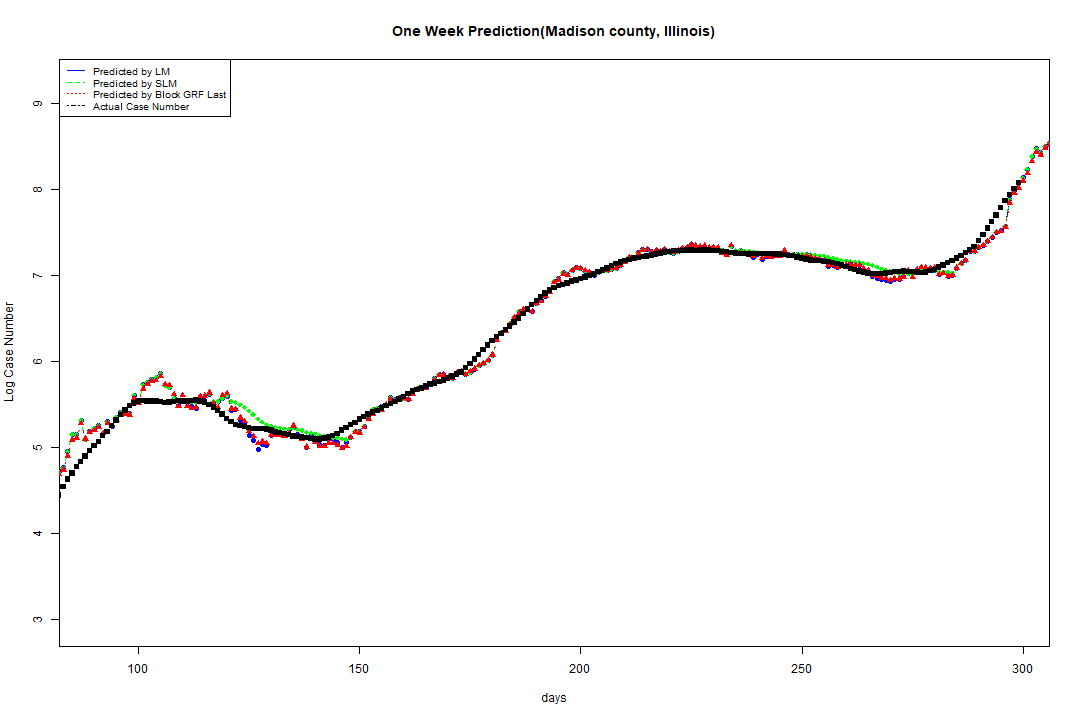 One Week Prediction(Madison county, Illinois)
Predicted by LM
Predicted by SLM
Predicted by Block GRF Last
Actual Case Number
9
8
7
6
5
4
3
Log Case Number
100 150 200 250 300
days